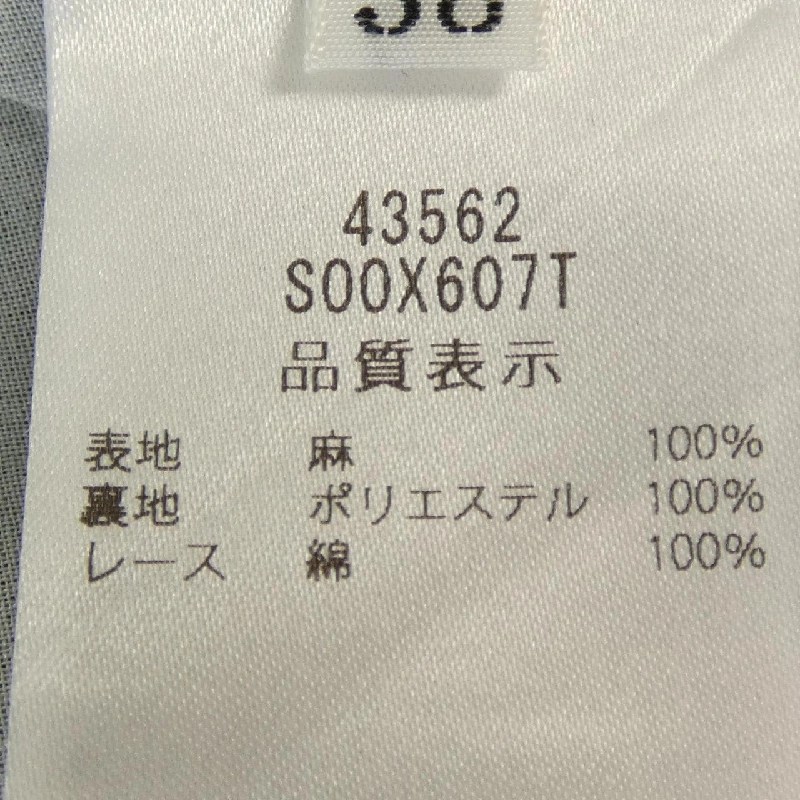 43562
S00X607T
品質表示
表地 麻 100%
裏地 ポリエステル 100%
レース 綿 100%